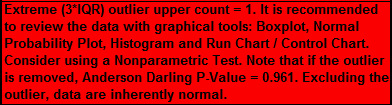 Extreme (3*IQR) outlier upper count = 1. It is recommended
to review the data with graphical tools: Boxplot, Normal
Probability Plot, Histogram and Run Chart / Control Chart.
Consider using a Nonparametric Test. Note that if the outlier
is removed, Anderson Darling P-Value = 0.961. Excluding the
outlier, data are inherently normal.